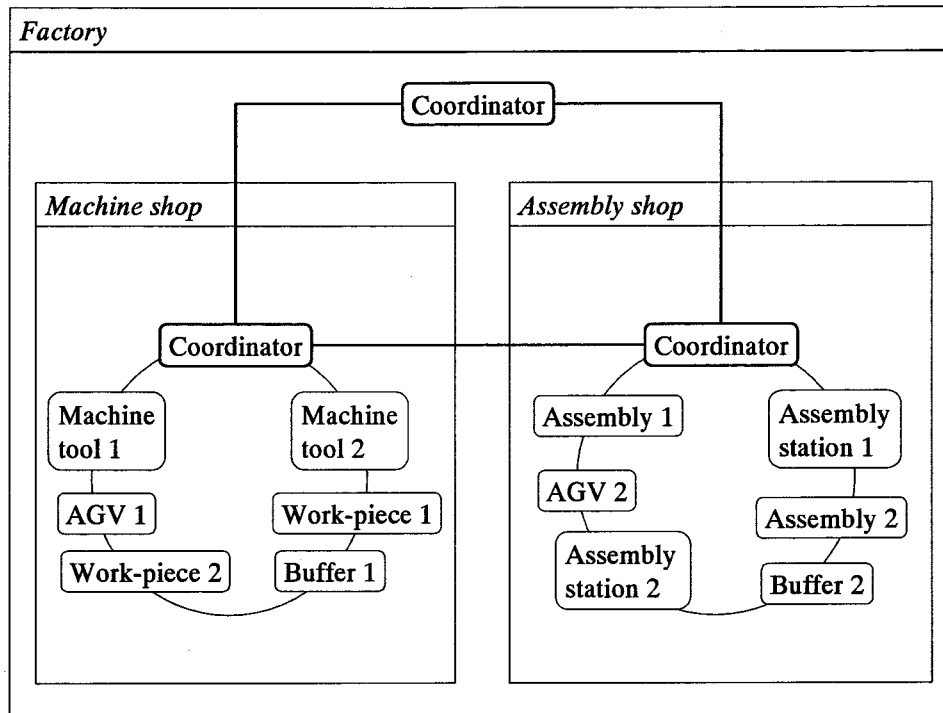 Factory
Coordinator
Machine shop
Coordinator
Machine
tool 1
Machine
tool 2
AGV 1
Work-piece 1
Work-piece 2
Buffer 1
Assembly shop
Coordinator
Assembly 1
Assembly
station 1
AGV 2
Assembly 2
Assembly
station 2
Buffer 2